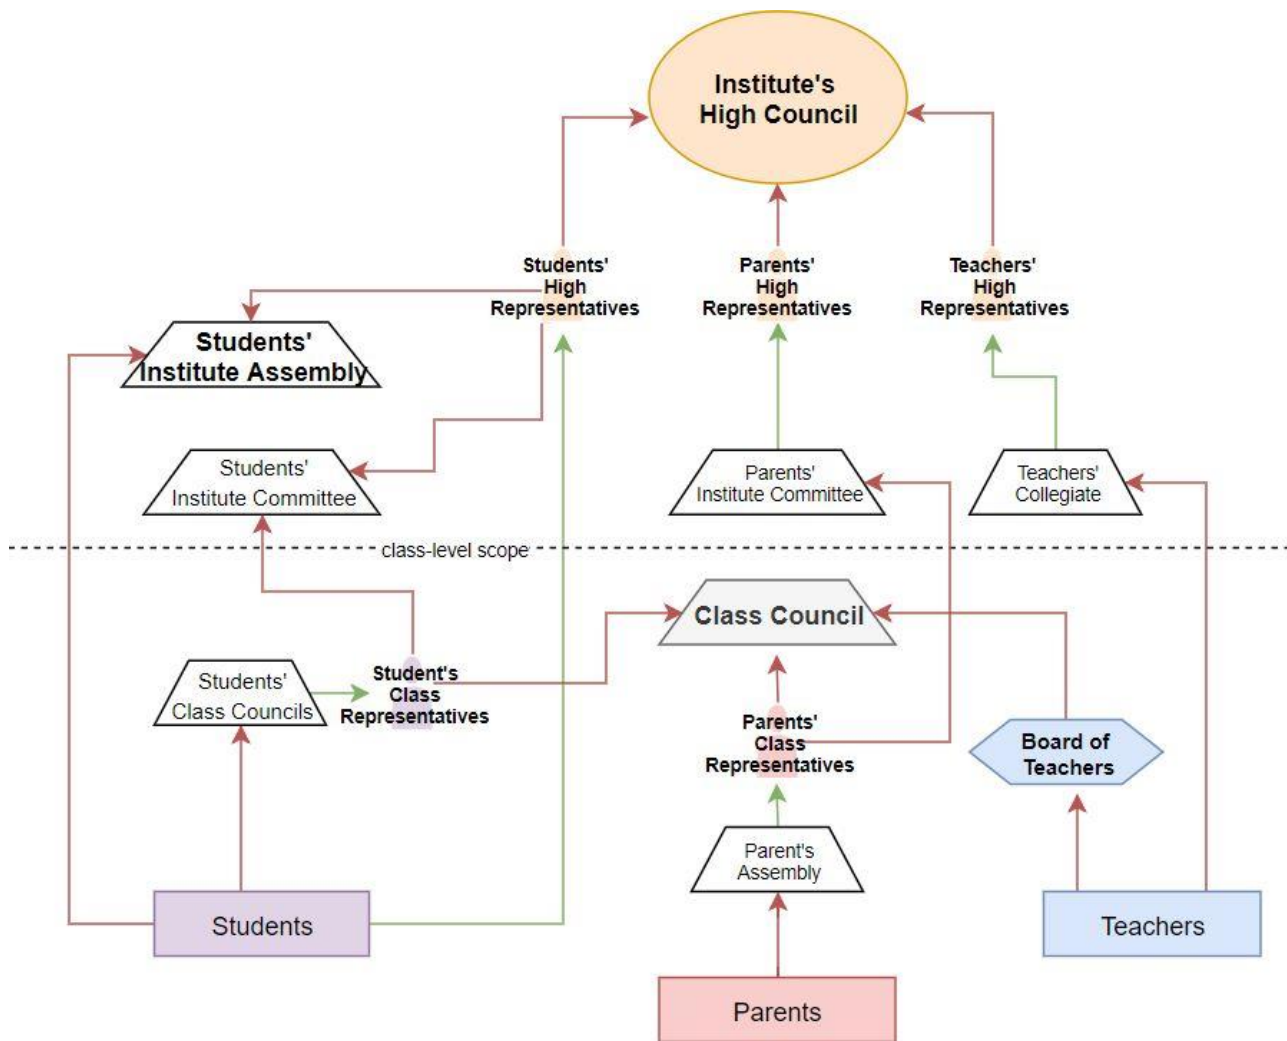 Institute's
High Council
Students'
High
Representatives
Parents'
High
Representatives
Teachers'
High
Representatives
Students'
Institute Assembly
Students'
Institute Committee
Parents'
Institute Committee
Teachers'
Collegiate
class-level scope
Class Council
Students'
Class Councils
Student's
Class
Representatives
Parents'
Class
Representatives
Board of
Teachers
Parent's
Assembly
Students
Teachers
Parents